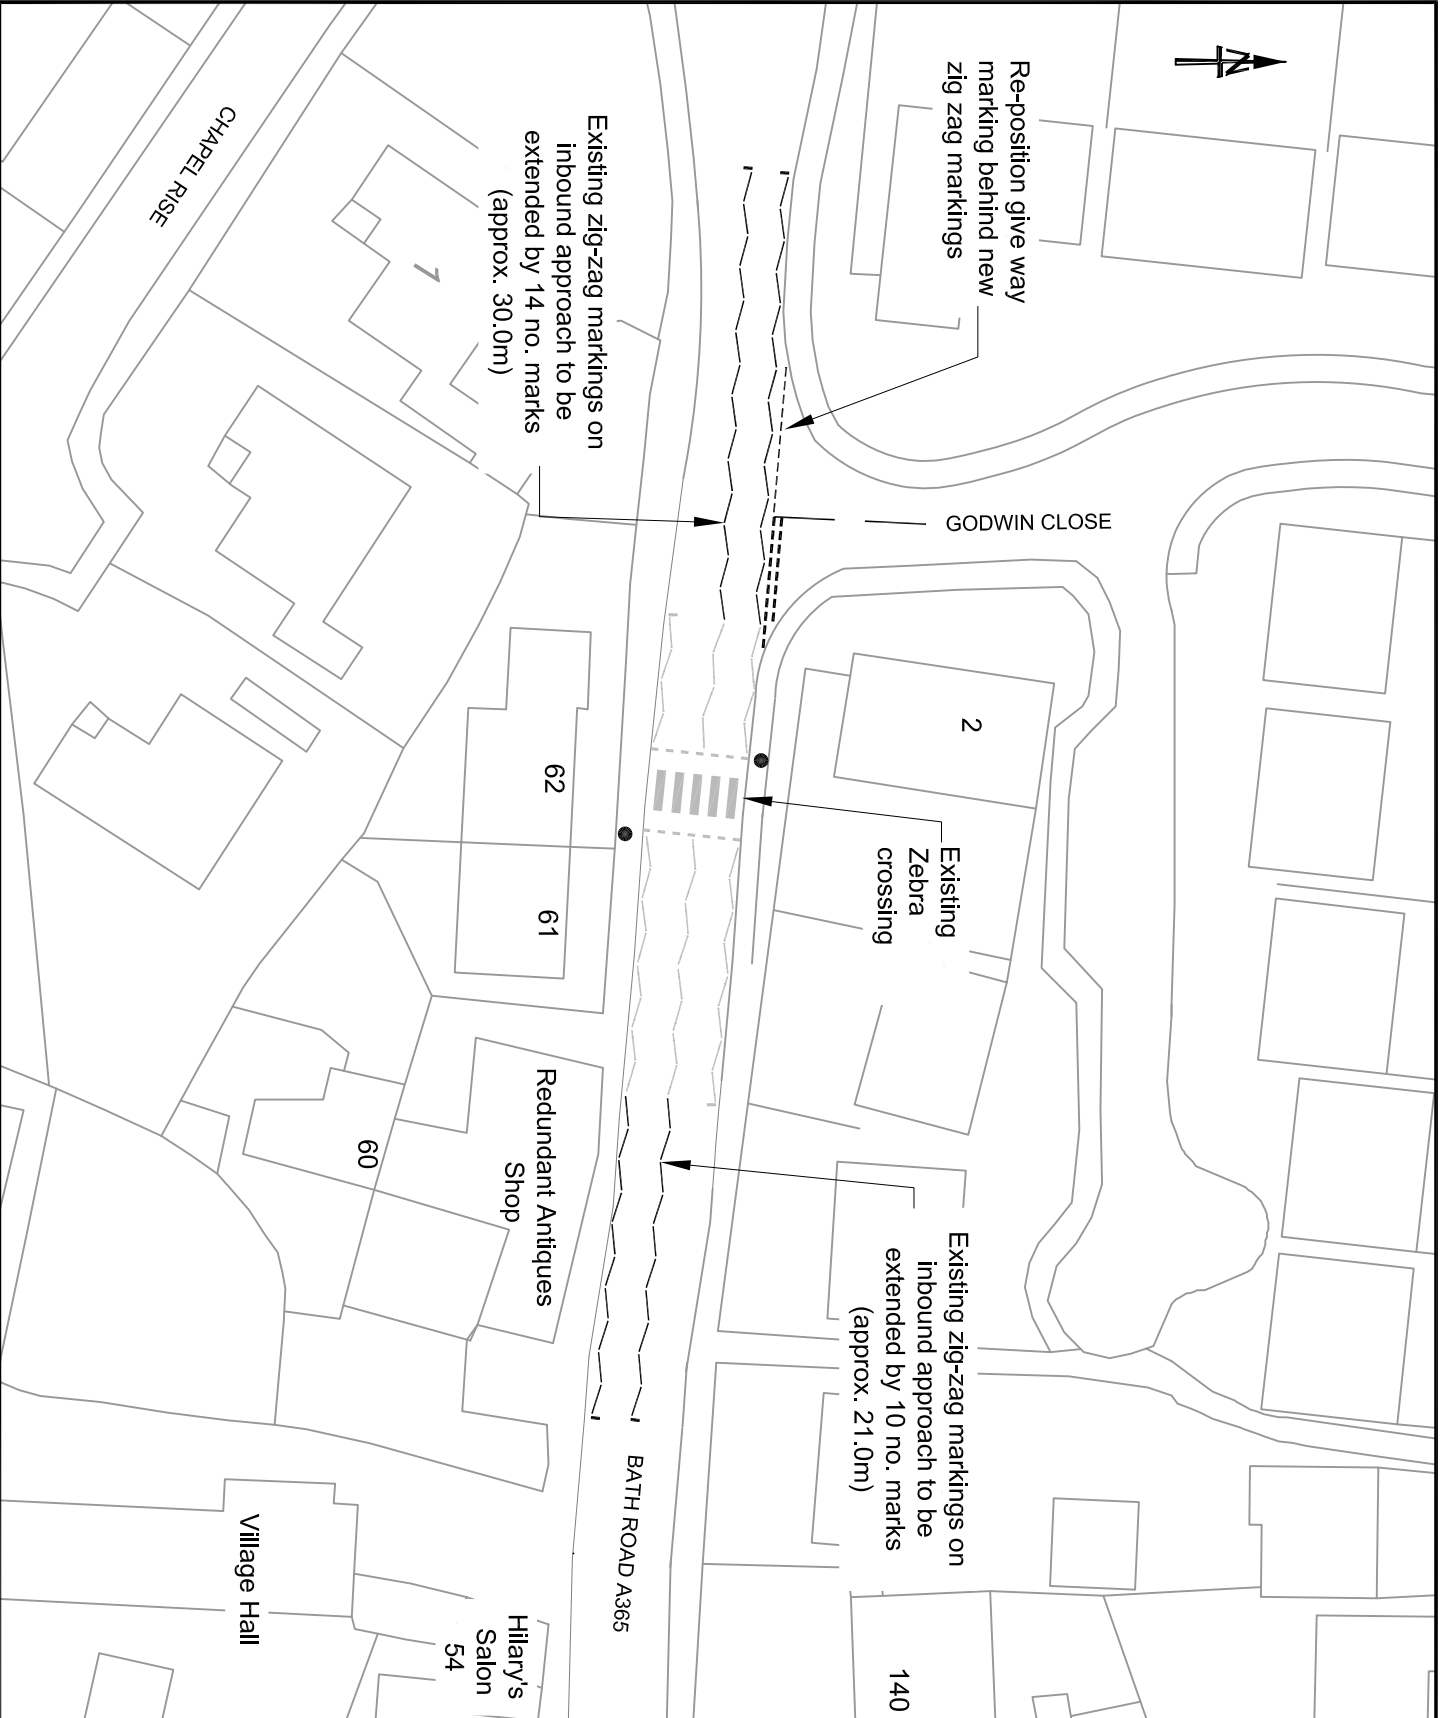 N
Re-position give way
marking behind new
zig zag markings
CHAPEL RISE
Existing zig-zag markings on
inbound approach to be
extended by 14 no. marks
(approx. 30.0m)
1
GODWIN CLOSE
2
62
61
Existing
Zebra
crossing
60
Redundant Antiques
Shop
Existing zig-zag markings on
inbound approach to be
extended by 10 no. marks
(approx. 21.0m)
BATH ROAD A365
Village Hall
Hilary's
Salon
54
140